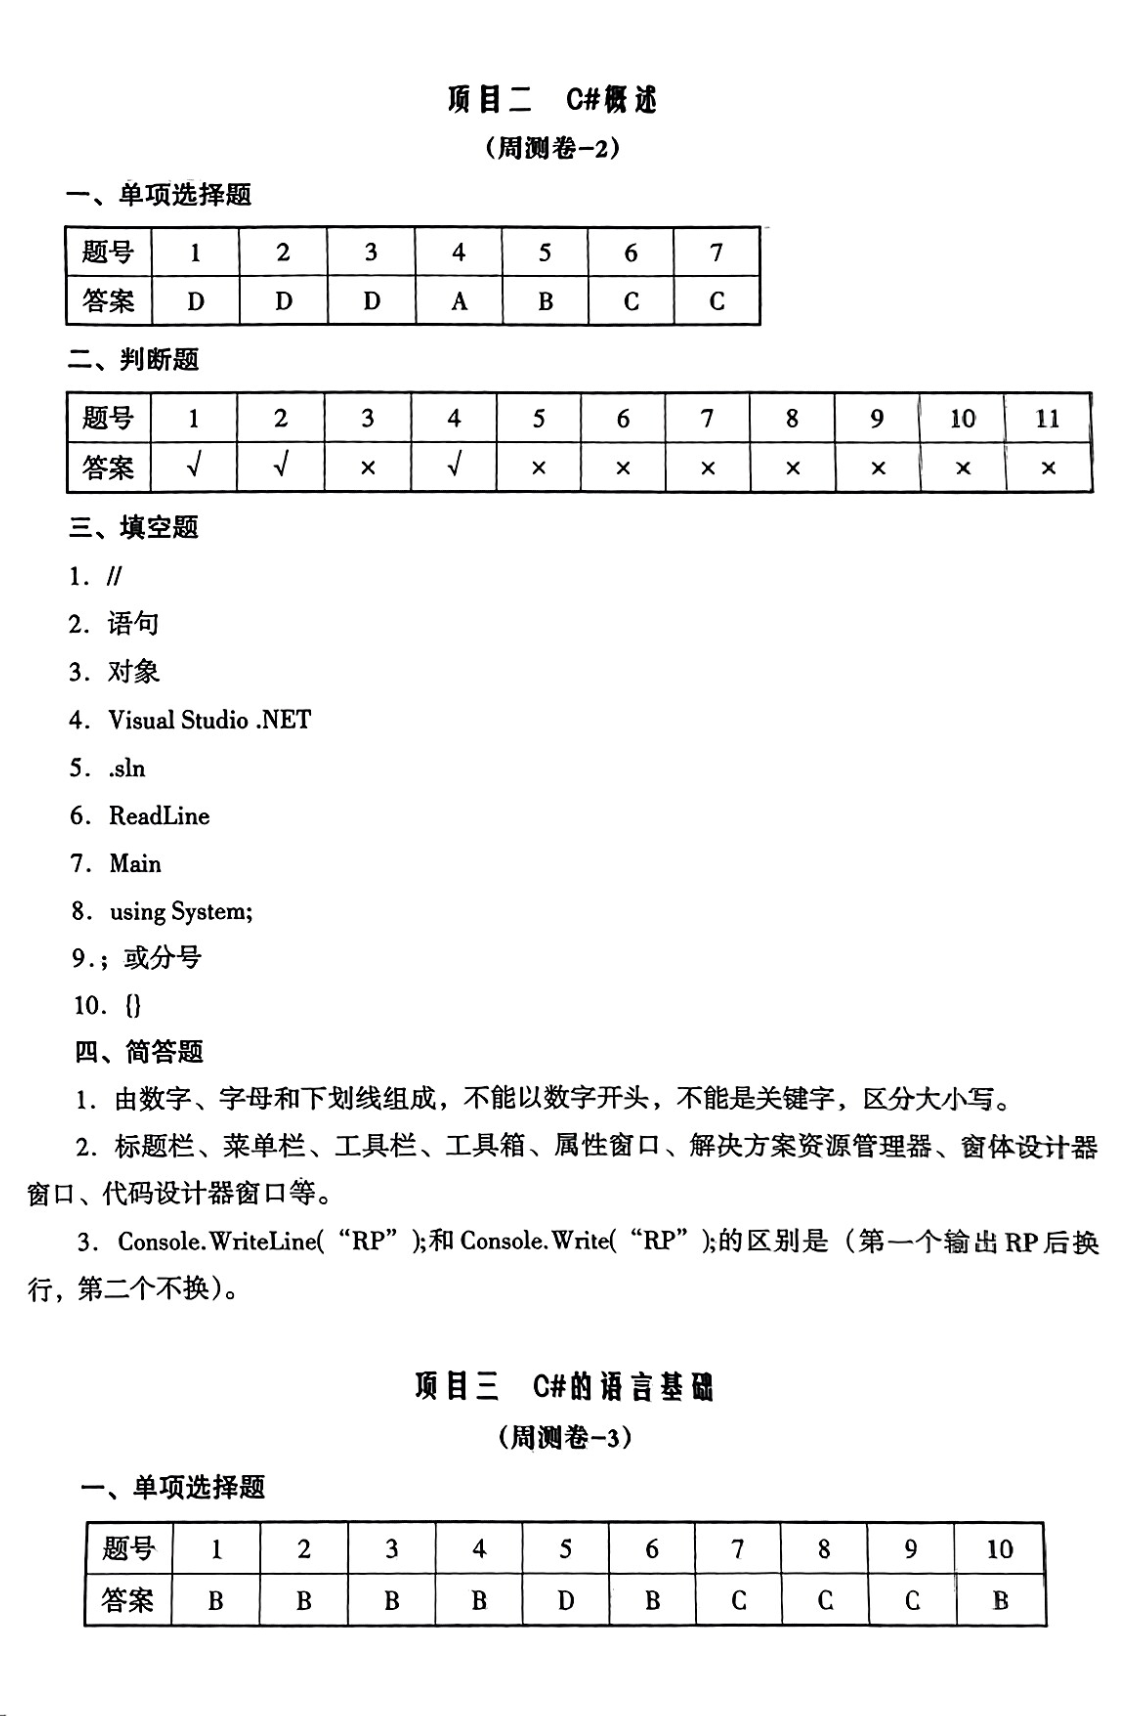 项目二 C#概述
（周测卷–2）
一、单项选择题
题号 1 2 3 4 5 6 7
答案 D D D A B C C
二、判断题
题号 1 2 3 4 5 6 7 8 9 10 11
答案 √ √ × √ × × × × × × ×
三、填空题
1. //
2. 语句
3. 对象
4. Visual Studio .NET
5. .sln
6. ReadLine
7. Main
8. using System;
9.；或分号
10. {}
四、简答题
1. 由数字、字母和下划线组成，不能以数字开头，不能是关键字，区分大小写。
2. 标题栏、菜单栏、工具栏、工具箱、属性窗口、解决方案资源管理器、窗体设计器
窗口、代码设计器窗口等。
3. Console.WriteLine(“RP”);和 Console.Write(“RP”);的区别是（第一个输出 RP 后换
行，第二个不换）。
项目三 C#的语言基础
（周测卷–3）
一、单项选择题
题号 1 2 3 4 5 6 7 8 9 10
答案 B B B B D B C C C B